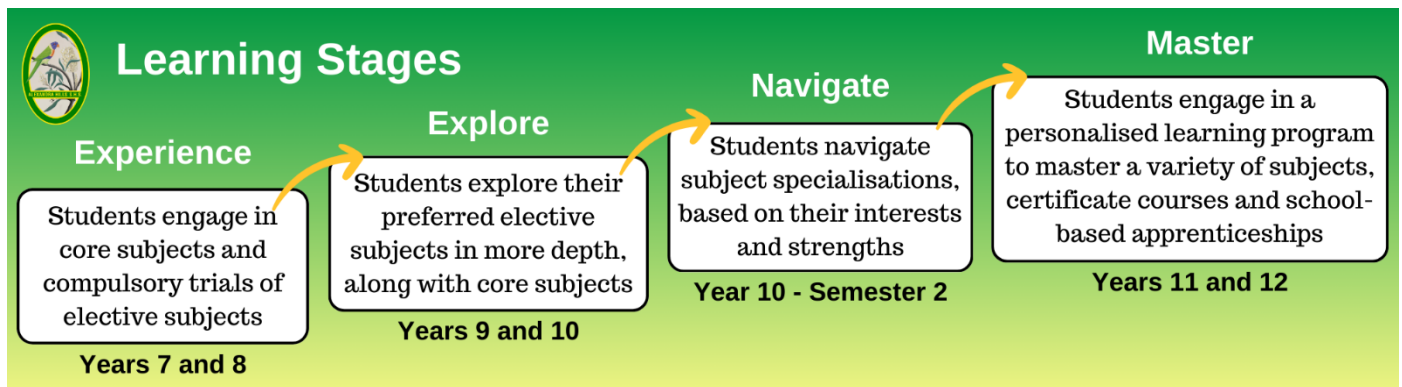 Learning Stages
ALEXANDRA HILLS S.H.S.
Experience
Students engage in
core subjects and
compulsory trials of
elective subjects
Years 7 and 8
Explore
Students explore their
preferred elective
subjects in more depth,
along with core subjects
Years 9 and 10
Navigate
Students navigate
subject specialisations,
based on their interests
and strengths
Year 10 - Semester 2
Master
Students engage in a
personalised learning program
to master a variety of subjects,
certificate courses and school-
based apprenticeships
Years 11 and 12